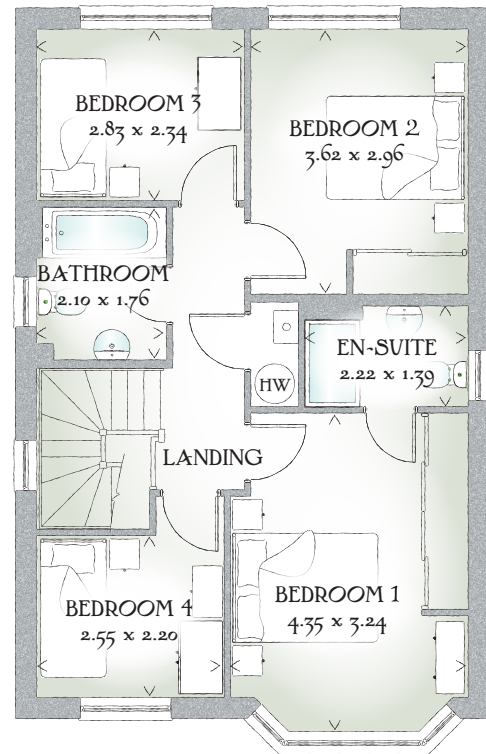 BEDROOM 3
2.83 x 2.34
BEDROOM 2
3.62 x 2.96
BATHROOM
2.10 x 1.76
EN-SUITE
2.22 x 1.39
HW
LANDING
BEDROOM 4
2.55 x 2.20
BEDROOM 1
4.35 x 3.24